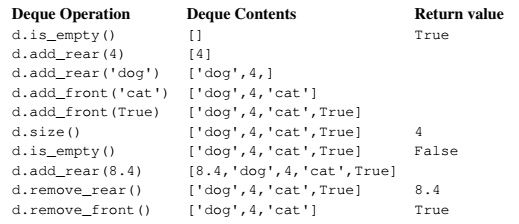 Deque Operation Deque Contents Return value
d.is_empty() [] True
d.add_rear(4) [4]
d.add_rear('dog') ['dog',4,]
d.add_front('cat') ['dog',4,'cat']
d.add_front(True) ['dog',4,'cat',True]
d.size() ['dog',4,'cat',True] 4
d.is_empty() ['dog',4,'cat',True] False
d.add_rear(8.4) [8.4,'dog',4,'cat',True]
d.remove_rear() ['dog',4,'cat',True] 8.4
d.remove_front() ['dog',4,'cat'] True